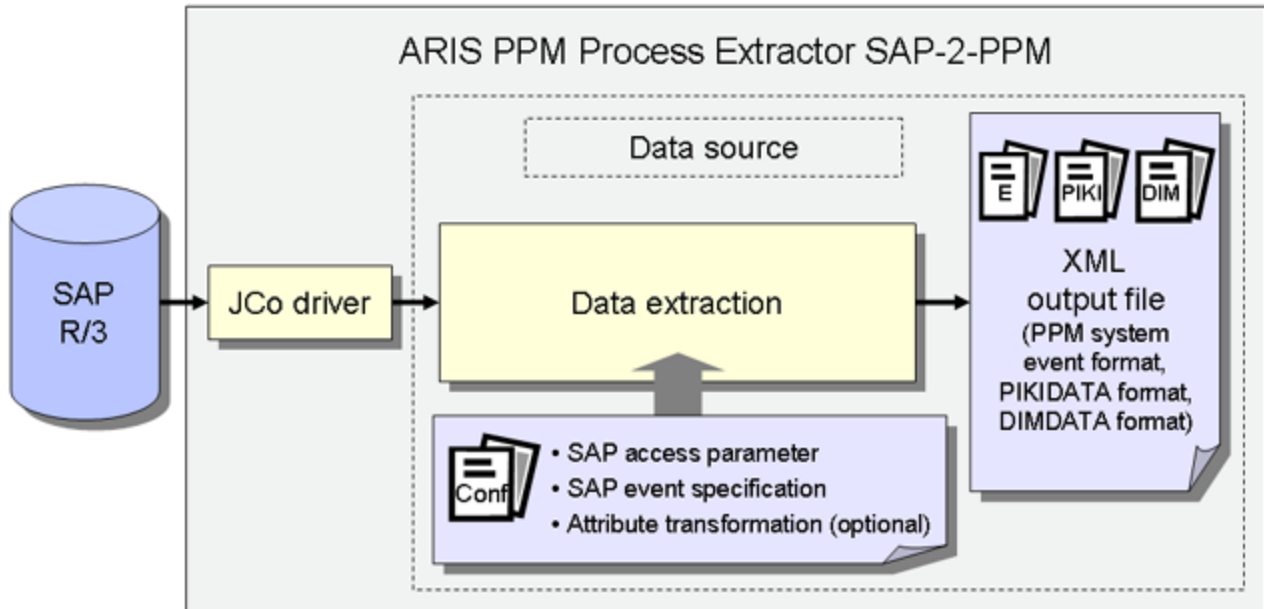 ARIS PPM Process Extractor SAP-2-PPM
Data source
SAP
R/3
JCo driver
Data extraction
E
PIKI
DIM
XML
output file
(PPM system
event format,
PIKIDATA format,
DIMDATA format)
Conf
• SAP access parameter
• SAP event specification
• Attribute transformation (optional)